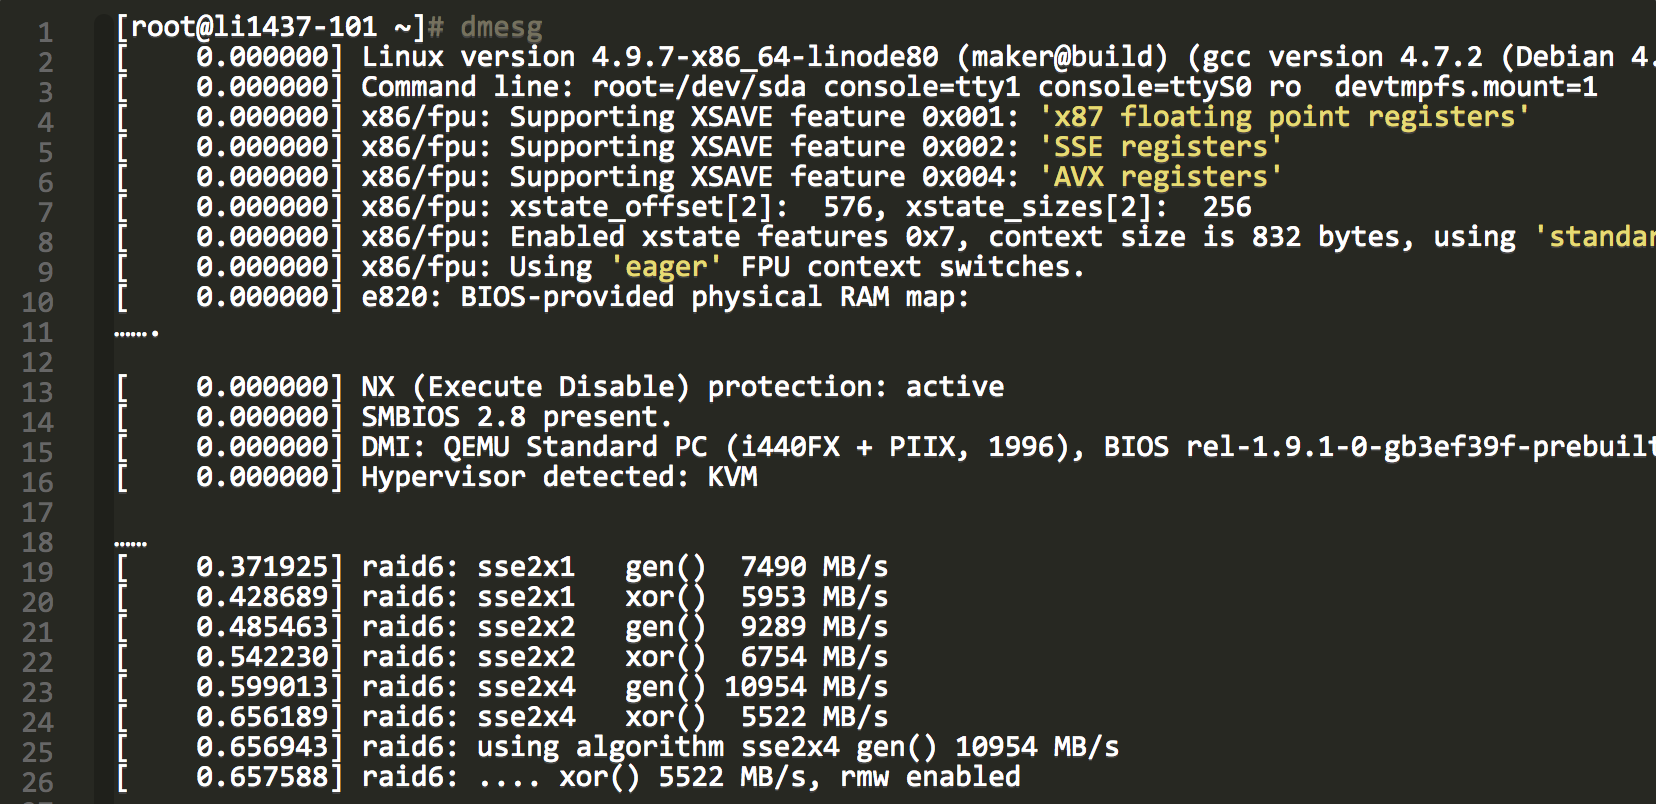 1 [root@li1437-101 ~]# dmesg
2 [    0.000000] Linux version 4.9.7-x86_64-linode80 (maker@build) (gcc version 4.7.2 (Debian 4.
3 [    0.000000] Command line: root=/dev/sda console=tty1 console=ttyS0 ro  devtmpfs.mount=1
4 [    0.000000] x86/fpu: Supporting XSAVE feature 0x001: 'x87 floating point registers'
5 [    0.000000] x86/fpu: Supporting XSAVE feature 0x002: 'SSE registers'
6 [    0.000000] x86/fpu: Supporting XSAVE feature 0x004: 'AVX registers'
7 [    0.000000] x86/fpu: xstate_offset[2]:  576, xstate_sizes[2]:  256
8 [    0.000000] x86/fpu: Enabled xstate features 0x7, context size is 832 bytes, using 'standar
9 [    0.000000] x86/fpu: Using 'eager' FPU context switches.
10 [    0.000000] e820: BIOS-provided physical RAM map:
11 …….
12
13 [    0.000000] NX (Execute Disable) protection: active
14 [    0.000000] SMBIOS 2.8 present.
15 [    0.000000] DMI: QEMU Standard PC (i440FX + PIIX, 1996), BIOS rel-1.9.1-0-gb3ef39f-prebuilt
16 [    0.000000] Hypervisor detected: KVM
17
18 ……
19 [    0.371925] raid6: sse2x1   gen()  7490 MB/s
20 [    0.428689] raid6: sse2x1   xor()  5953 MB/s
21 [    0.485463] raid6: sse2x2   gen()  9289 MB/s
22 [    0.542230] raid6: sse2x2   xor()  6754 MB/s
23 [    0.599013] raid6: sse2x4   gen() 10954 MB/s
24 [    0.656189] raid6: sse2x4   xor()  5522 MB/s
25 [    0.656943] raid6: using algorithm sse2x4 gen() 10954 MB/s
26 [    0.657588] raid6: .... xor() 5522 MB/s, rmw enabled